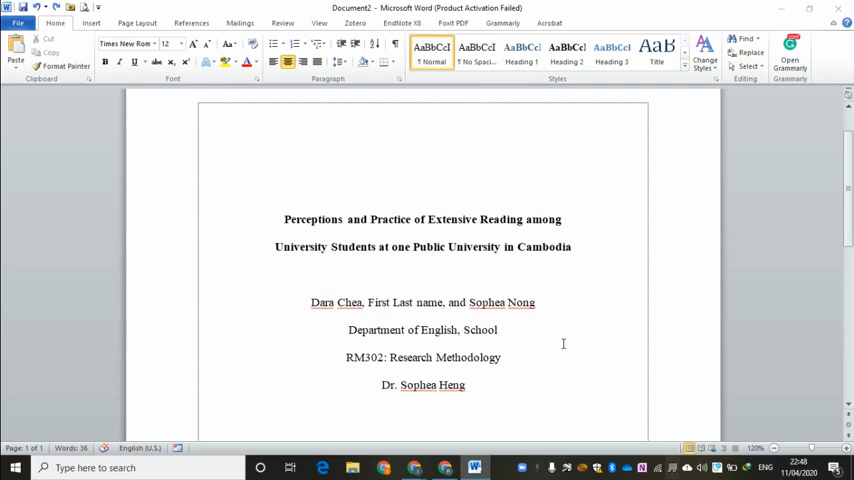 Document2 - Microsoft Word (Product Activation Failed)
File Home Insert Page Layout References Mailings Review View Zotero EndNote X8 Foxit PDF Grammarly Acrobat
Paste
Cut
Copy
Format Painter
Clipboard
Times New Rom 12
Font
Paragraph
AaBbCcI AaBbCcI AaBbCcI AaBbCcI AaBbCcI AaBb
¶ Normal ¶ No Spaci... Heading 1 Heading 2 Heading 3 Title
Change Styles
Styles
Find
Replace
Select
Editing
Open Grammarly
Grammarly
Perceptions and Practice of Extensive Reading among
University Students at one Public University in Cambodia
Dara Chea, First Last name, and Sophea Nong
Department of English, School
RM302: Research Methodology
Dr. Sophea Heng
Page: 1 of 1 Words: 36 English (U.S.) 120%
Type here to search
ENG
22:48
11/04/2020